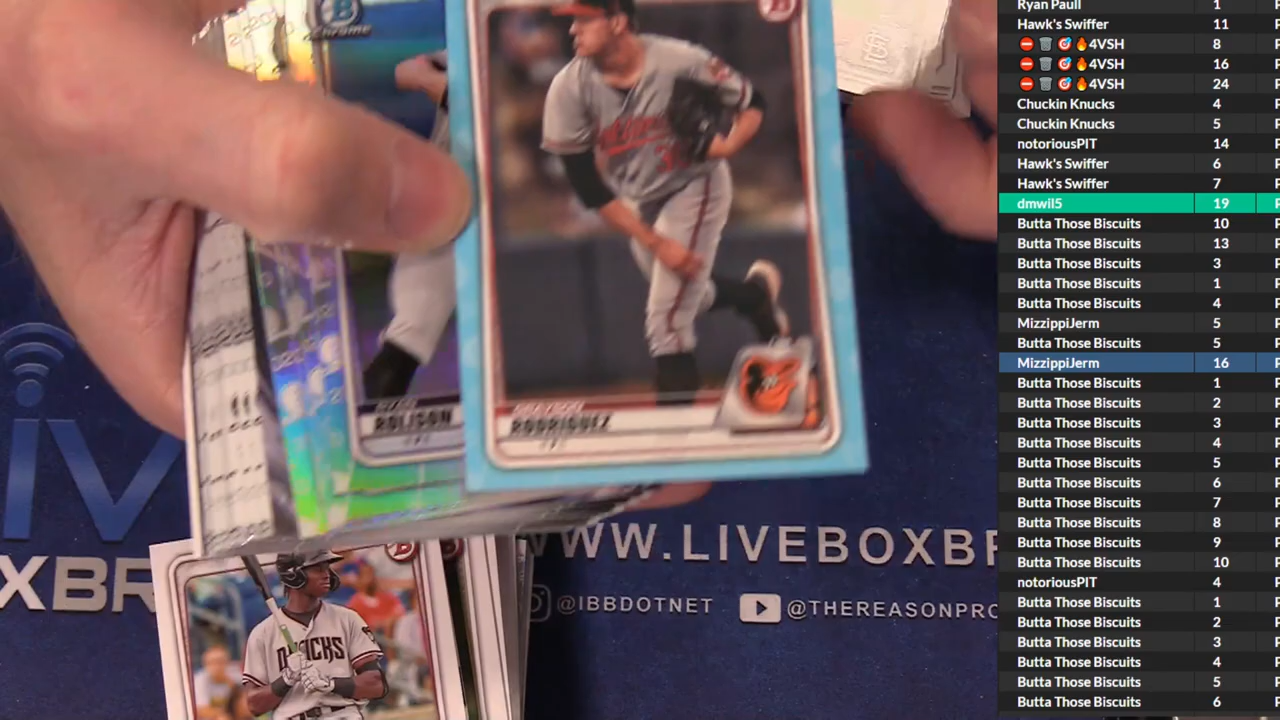 Chrome
RODRIGUEZ
ROLISON
IV
XBR
WWW.LIVEBOXBR
@IBBDOTNET
@THEREASONPRO
Ryan Paull 1 P
Hawk's Swiffer 11 P
⛔🗑️🎯🔥4VSH 8 P
⛔🗑️🎯🔥4VSH 16 P
⛔🗑️🎯🔥4VSH 24 P
Chuckin Knucks 4 P
Chuckin Knucks 5 P
notoriousPIT 14 P
Hawk's Swiffer 6 P
Hawk's Swiffer 7 P
dmwil5 19 P
Butta Those Biscuits 10 P
Butta Those Biscuits 13 P
Butta Those Biscuits 3 P
Butta Those Biscuits 1 P
Butta Those Biscuits 4 P
MizzippiJerm 5 P
Butta Those Biscuits 5 P
MizzippiJerm 16 P
Butta Those Biscuits 1 P
Butta Those Biscuits 2 P
Butta Those Biscuits 3 P
Butta Those Biscuits 4 P
Butta Those Biscuits 5 P
Butta Those Biscuits 6 P
Butta Those Biscuits 7 P
Butta Those Biscuits 8 P
Butta Those Biscuits 9 P
Butta Those Biscuits 10 P
notoriousPIT 4 P
Butta Those Biscuits 1 P
Butta Those Biscuits 2 P
Butta Those Biscuits 3 P
Butta Those Biscuits 4 P
Butta Those Biscuits 5 P
Butta Those Biscuits 6 P